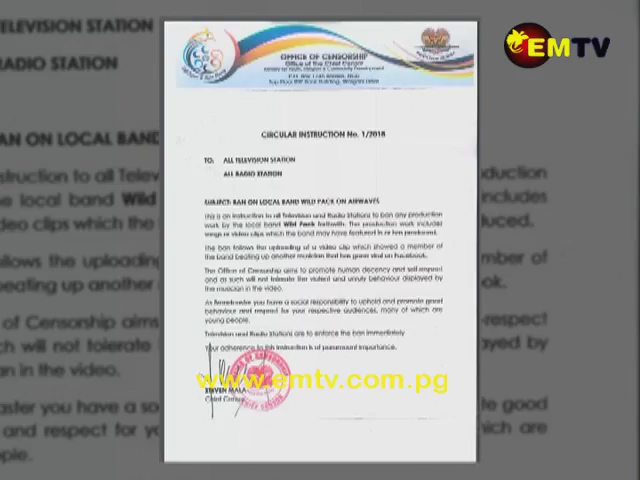 EMTV
OFFICE OF CENSORSHIP
Office of The Chief Censor
CIRCULAR INSTRUCTION No. 1/2018
TO: ALL TELEVISION STATION
ALL RADIO STATION
SUBJECT: BAN ON LOCAL BAND WILD PACK ON AIRWAVES
This is an instruction to all Television and Radio Stations to ban any production
work by the local band Wild Pack forthwith. The production work includes
songs or video clips which the band may have featured in or has produced.
The ban follows the uploading of a video clip which showed a member of
the band beating up another musician that has gone viral on Facebook.
The Office of Censorship aims to promote human decency and self-respect
and as such will not tolerate the violent and unruly behaviour displayed by
the musician in the video.
As Broadcaster you have a social responsibility to uphold and promote good
behaviour and respect for your respective audiences, many of which are
young people.
Television and Radio Stations are to enforce the ban immediately
Your adherence to this instruction is of paramount importance.
www.emtv.com.pg
STEVEN MALA
Chief Censor